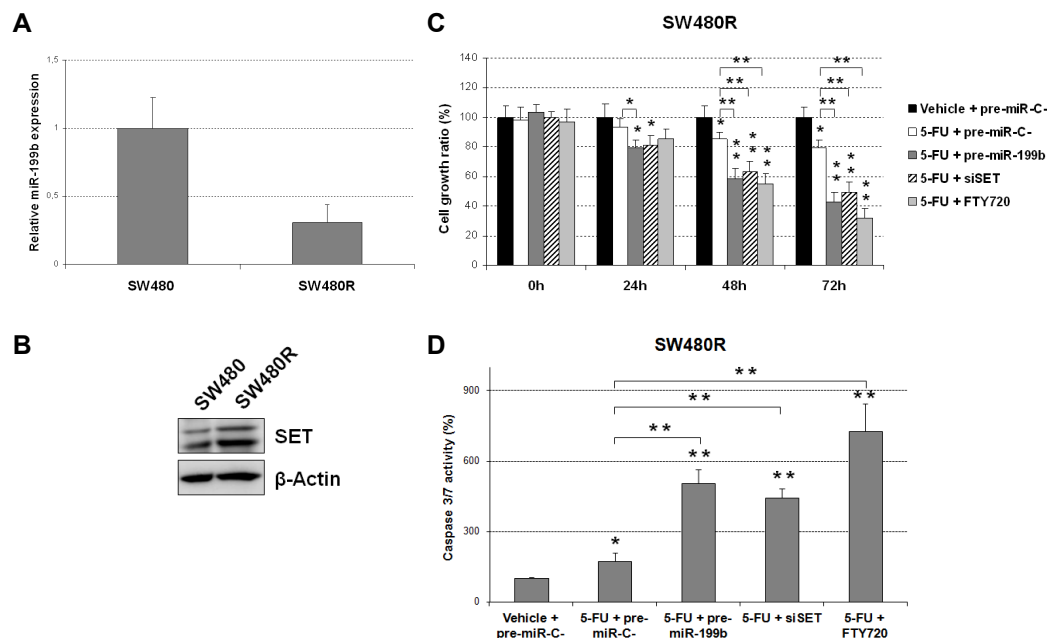 A
Relative miR-199b expression
1,5
1
0,5
0
SW480
SW480R
B
SW480
SW480R
SET
β-Actin
C
SW480R
Cell growth ratio (%)
140
120
100
80
60
40
20
0
0h
24h
48h
72h
* * *
* * * * * * * ** ** **
* * * * * * * ** ** **
Vehicle + pre-miR-C-
5-FU + pre-miR-C-
5-FU + pre-miR-199b
5-FU + siSET
5-FU + FTY720
D
SW480R
Caspase 3/7 activity (%)
900
600
300
0
**
**
**
*
**
**
**
Vehicle + pre-miR-C-
5-FU + pre-miR-C-
5-FU + pre-miR-199b
5-FU + siSET
5-FU + FTY720